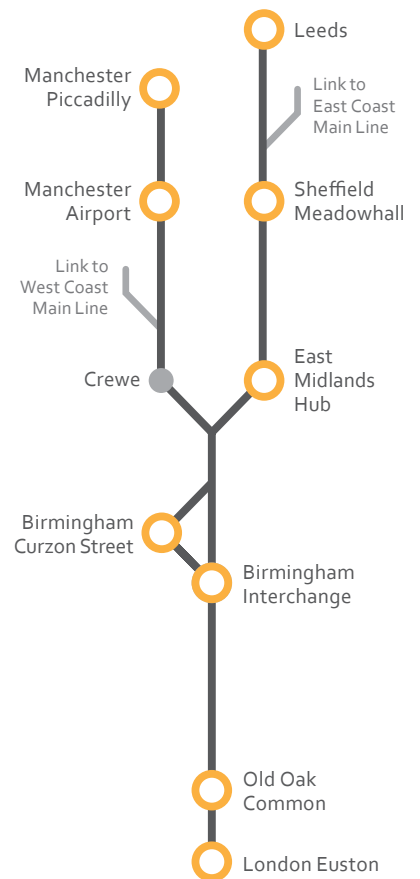 Leeds
Manchester
Piccadilly
Link to
East Coast
Main Line
Manchester
Airport
Sheffield
Meadowhall
Link to
West Coast
Main Line
Crewe
East
Midlands
Hub
Birmingham
Curzon Street
Birmingham
Interchange
Old Oak
Common
London Euston